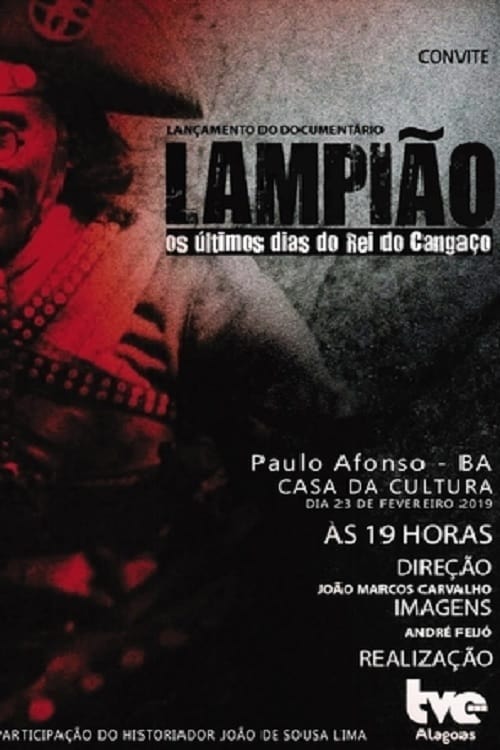 CONVITE
LANÇAMENTO DO DOCUMENTÁRIO
LAMPIÃO
os últimos dias do Rei do Cangaço
Paulo Afonso - BA
CASA DA CULTURA
DIA 23 DE FEVEREIRO 2019
ÀS 19 HORAS
DIREÇÃO
JOÃO MARCOS CARVALHO
IMAGENS
ANDRÉ FEIJÓ
REALIZAÇÃO
tve
Alagoas
PARTICIPAÇÃO DO HISTORIADOR JOÃO DE SOUSA LIMA